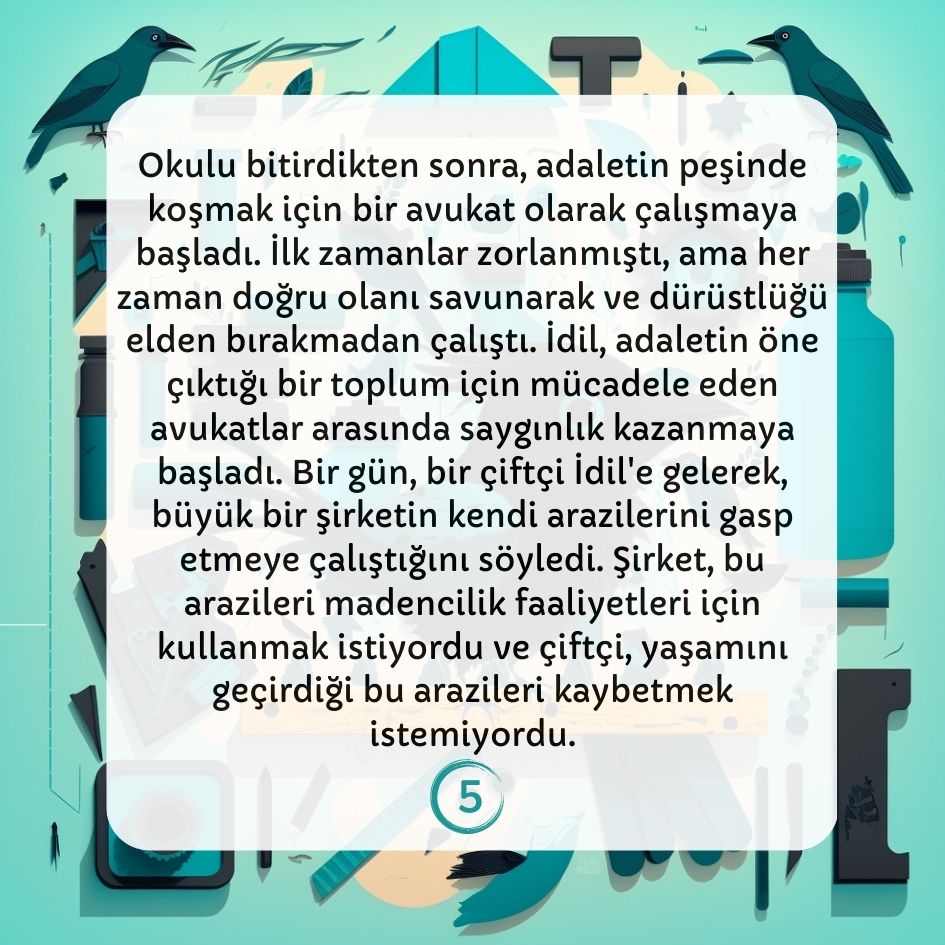 Okulu bitirdikten sonra, adaletin peşinde
koşmak için bir avukat olarak çalışmaya
başladı. İlk zamanlar zorlanmıştı, ama her
zaman doğru olanı savunarak ve dürüstlüğü
elden bırakmadan çalıştı. İdil, adaletin öne
çıktığı bir toplum için mücadele eden
avukatlar arasında saygınlık kazanmaya
başladı. Bir gün, bir çiftçi İdil'e gelerek,
büyük bir şirketin kendi arazilerini gasp
etmeye çalıştığını söyledi. Şirket, bu
arazileri madencilik faaliyetleri için
kullanmak istiyordu ve çiftçi, yaşamını
geçirdiği bu arazileri kaybetmek
istemiyordu.
5